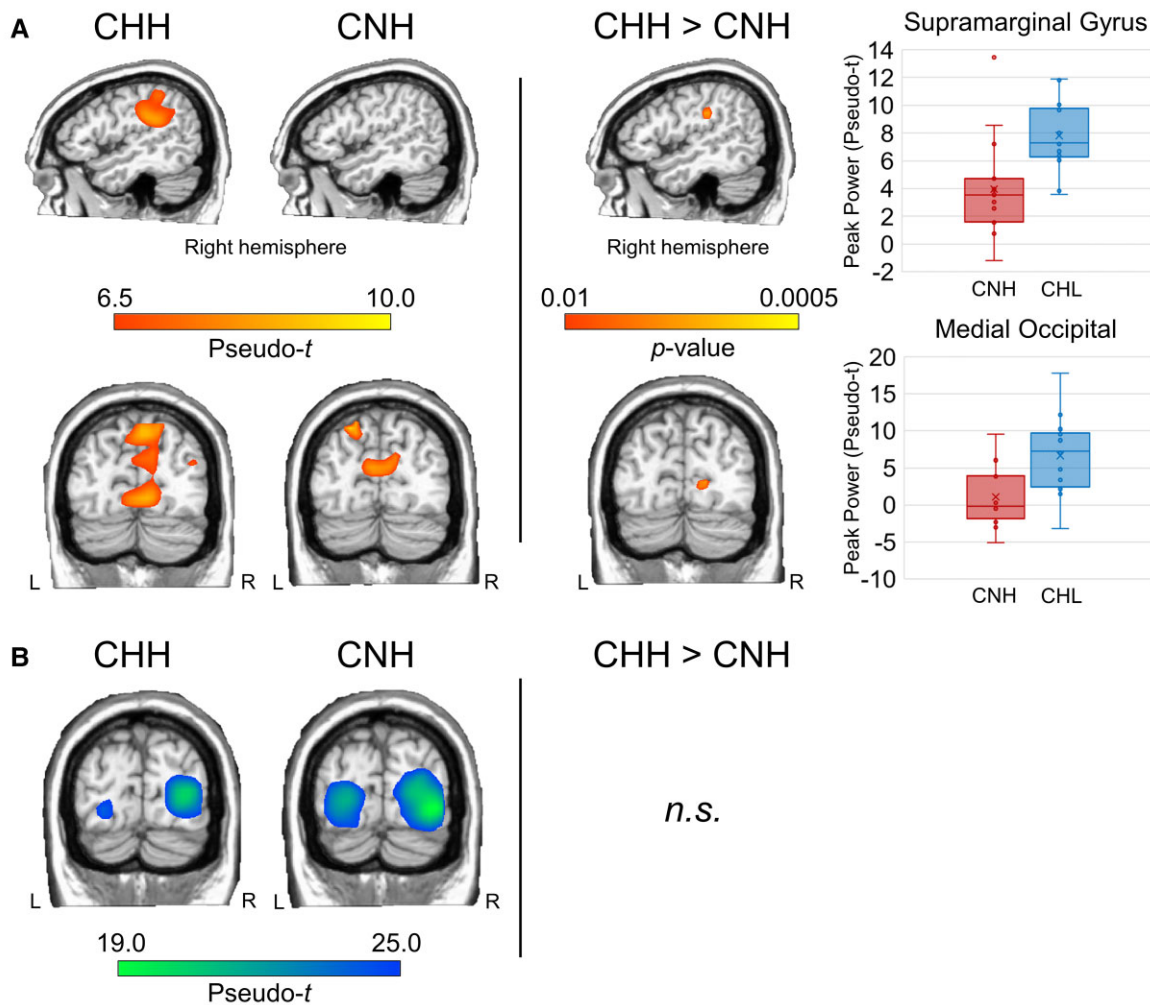 A
CHH
CNH
CHH > CNH
Right hemisphere
Right hemisphere
6.5
10.0
Pseudo-t
0.01
0.0005
p-value
L
R
L
R
Supramarginal Gyrus
Peak Power (Pseudo-t)
14
12
10
8
6
4
2
0
-2
CNH
CHL
Medial Occipital
Peak Power (Pseudo-t)
20
15
10
5
0
-5
-10
CNH
CHL
B
CHH
CNH
CHH > CNH
L
R
L
R
n.s.
19.0
25.0
Pseudo-t